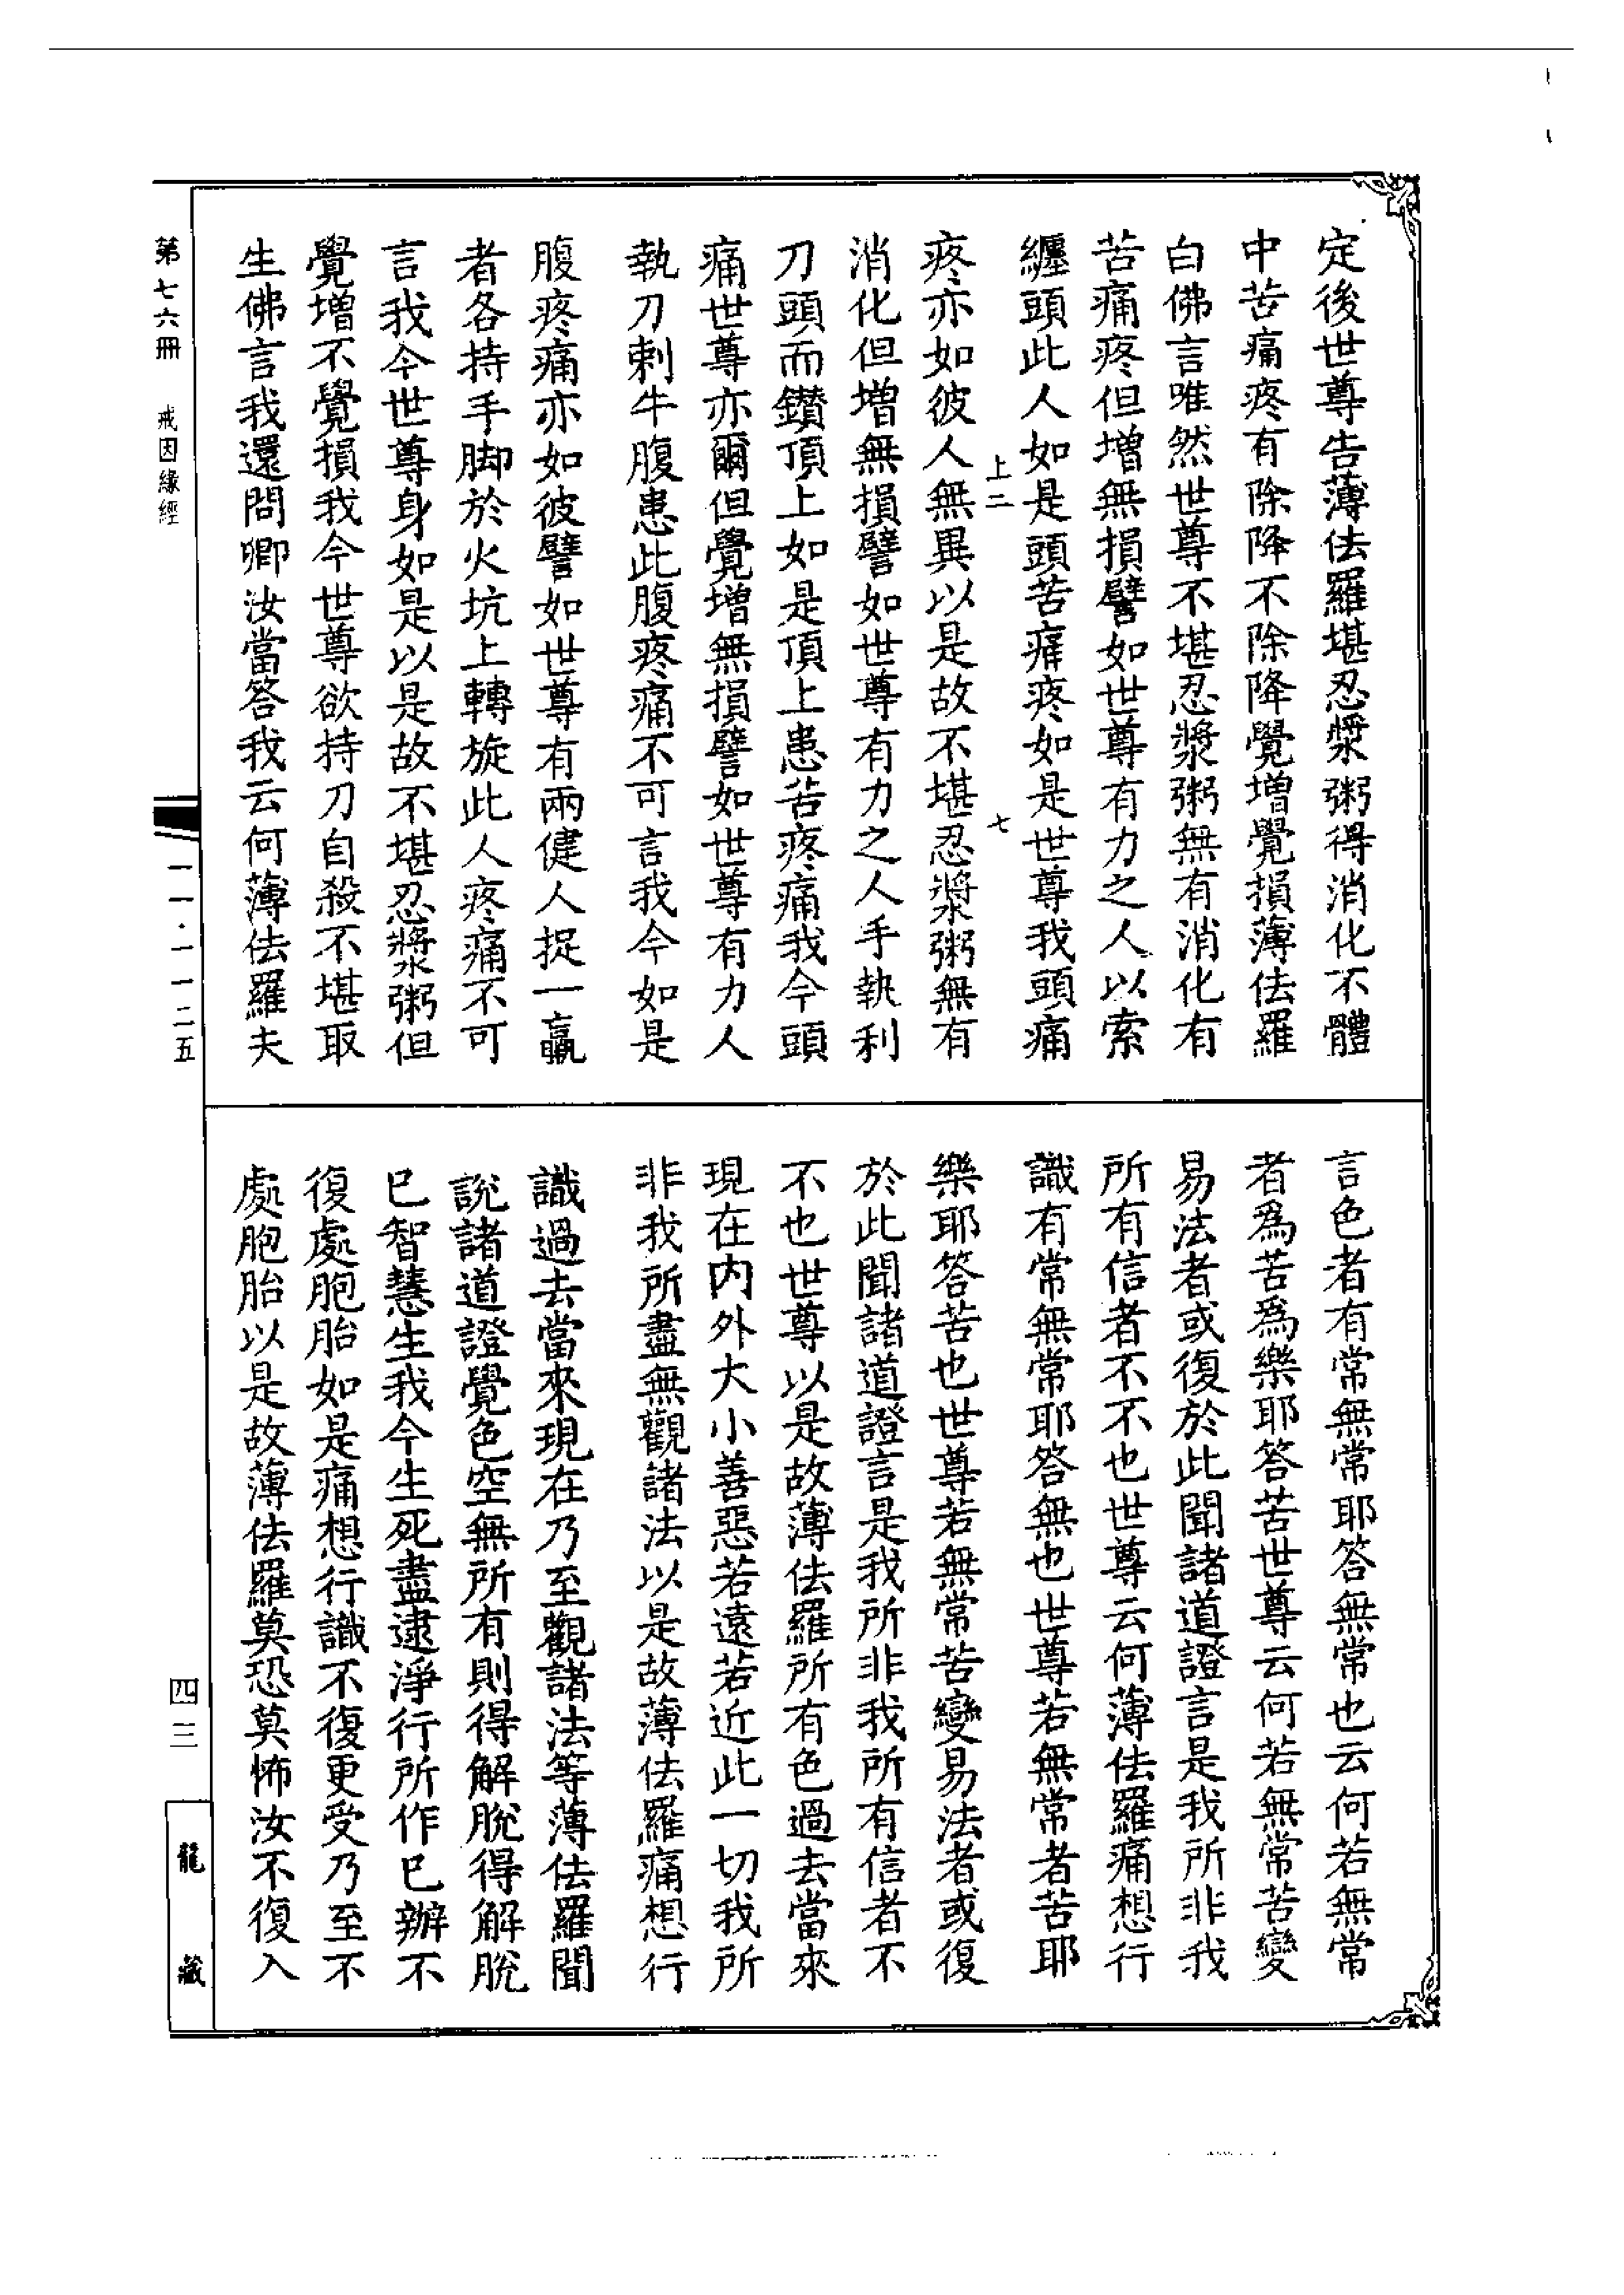 定後世尊告薄佉羅堪忍漿粥得消化不體
中苦痛疼有除降不除降覺增覺損薄佉羅
白佛言唯然世尊不堪忍漿粥無有消化有
苦痛疼但增無損譬如世尊有力之人以索
纏頭此人如是頭苦痛疼如是世尊我頭痛
上二 七
疼亦如彼人無異以是故不堪忍漿粥無有
消化但增無損譬如世尊有力之人手執利
刀頭而鑚頂上如是頂上患苦疼痛我今頭
痛世尊亦爾但覺增無損譬如世尊有力人
執刀刺牛腹患此腹疼痛不可言我今如是
腹疼痛亦如彼譬如世尊有兩健人捉一羸
者各持手脚於火坑上轉旋此人疼痛不可
言我今世尊身如是以是故不堪忍漿粥但
覺增不覺損我今世尊欲持刀自殺不堪取
生佛言我還問卿汝當答我云何薄佉羅夫
言色者有常無常耶答無常也云何若無常
者爲苦爲樂耶答苦世尊云何若無常苦變
易法者或復於此聞諸道證言是我所非我
所有信者不不也世尊云何薄佉羅痛想行
識有常無常耶答無也世尊若無常者苦耶
樂耶答苦也世尊若無常苦變易法者或復
於此聞諸道證言是我所非我所有信者不
不也世尊以是故薄佉羅所有色過去當來
現在内外大小善惡若遠若近此一切我所
非我所盡無觀諸法以是故薄佉羅痛想行
識過去當來現在乃至觀諸法等薄佉羅聞
說諸道證覺色空無所有則得解脫得解脫
已智慧生我今生死盡逮淨行所作已辦不
復處胞胎如是痛想行識不復更受乃至不
處胞胎以是故薄佉羅莫恐莫怖汝不復入
第七六冊 戒因緣經
一一·一一二五
四三
龍藏